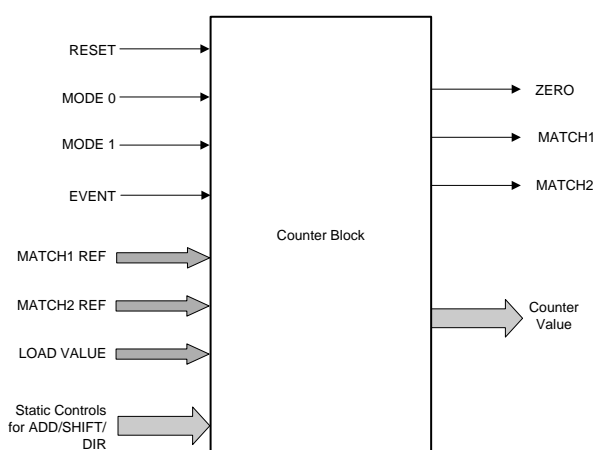 RESET
MODE 0
MODE 1
EVENT
MATCH1 REF
MATCH2 REF
LOAD VALUE
Static Controls
for ADD/SHIFT/
DIR
Counter Block
ZERO
MATCH1
MATCH2
Counter
Value